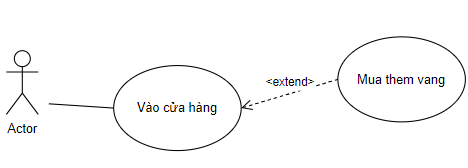 <extend>
Mua them vang
Vào cửa hàng
Actor